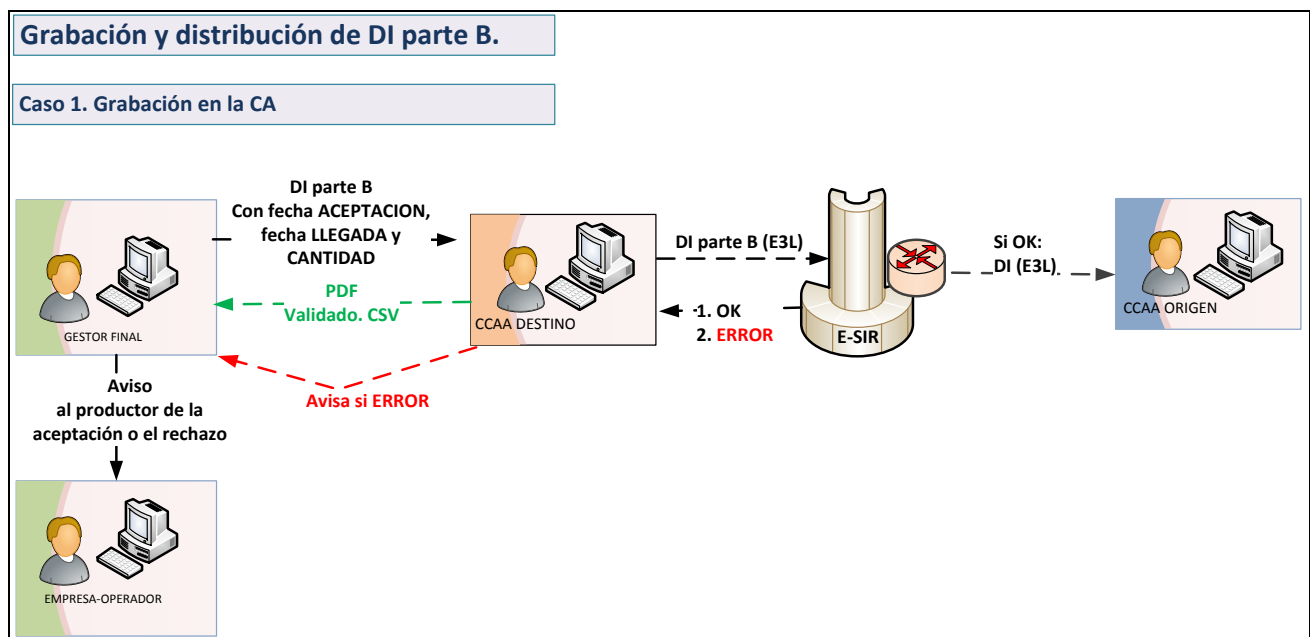 Grabación y distribución de DI parte B.
Caso 1. Grabación en la CA
DI parte B
Con fecha ACEPTACION,
fecha LLEGADA y
CANTIDAD
PDF
Validado. CSV
GESTOR FINAL
CCAA DESTINO
DI parte B (E3L)
1. OK
2. ERROR
E-SIR
Si OK:
DI (E3L)
CCAA ORIGEN
Avisa si ERROR
Aviso
al productor de la
aceptación o el rechazo
EMPRESA-OPERADOR